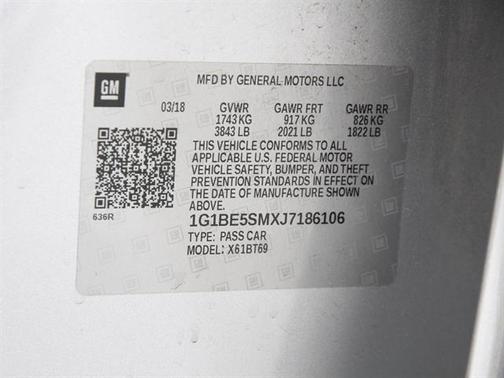 GM
MFD BY GENERAL MOTORS LLC
03/18 GVWR GAWR FRT GAWR RR
1743 KG 917 KG 826 KG
3843 LB 2021 LB 1822 LB
THIS VEHICLE CONFORMS TO ALL
APPLICABLE U.S. FEDERAL MOTOR
VEHICLE SAFETY, BUMPER, AND THEFT
PREVENTION STANDARDS IN EFFECT ON
THE DATE OF MANUFACTURE SHOWN
ABOVE.
636R
1G1BE5SMXJ7186106
TYPE: PASS CAR
MODEL: X61BT69